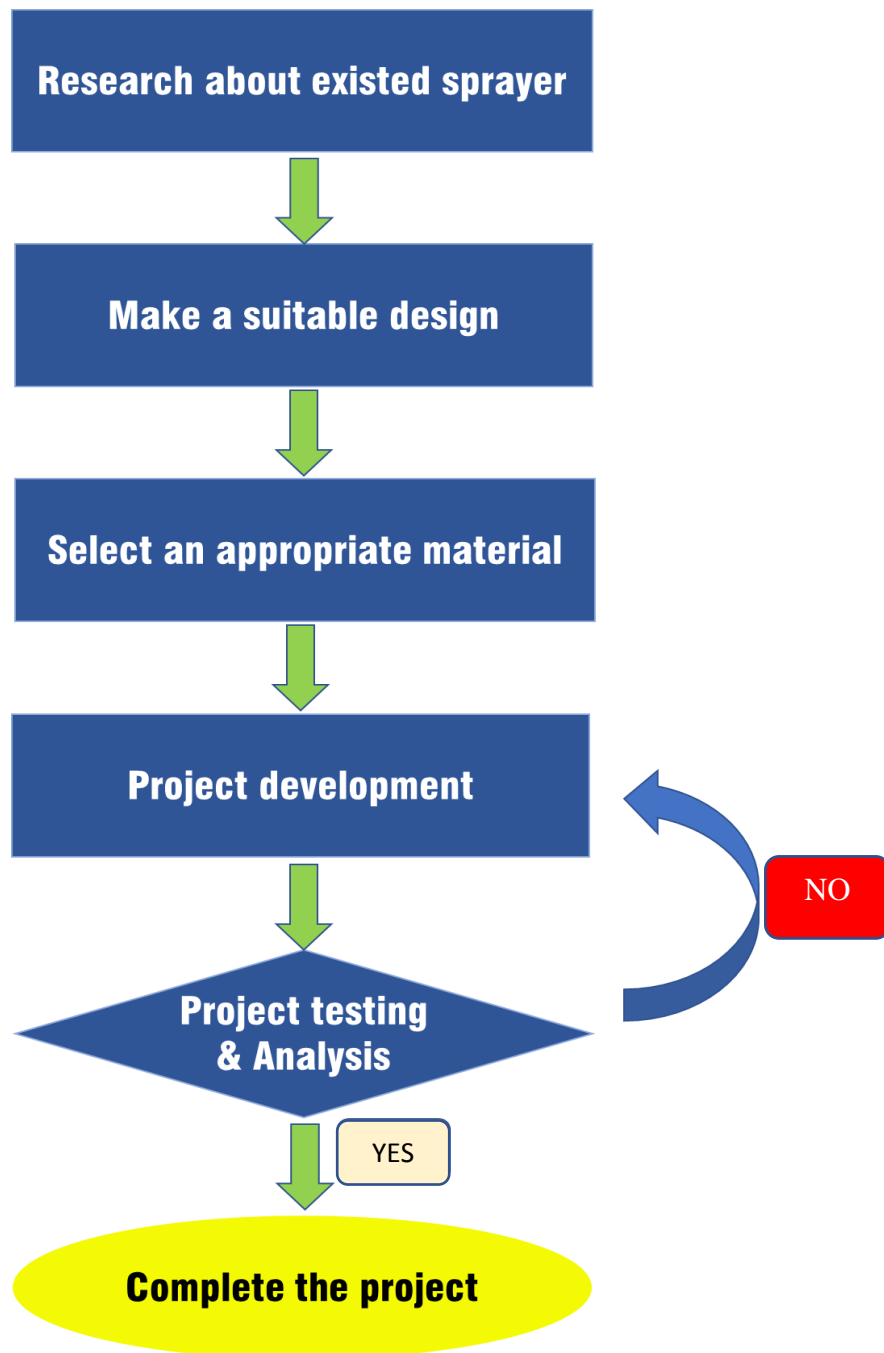 Research about existed sprayer
Make a suitable design
Select an appropriate material
Project development
NO
Project testing
& Analysis
YES
Complete the project